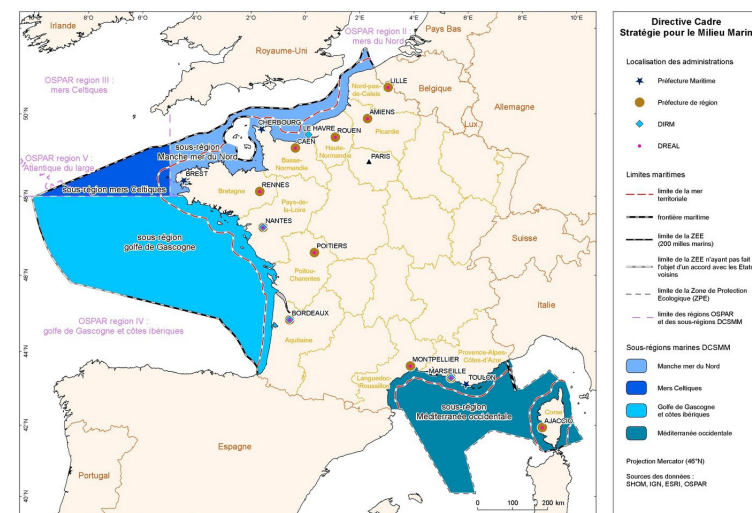 8°O
6°O
4°O
2°O
0°
2°E
4°E
6°E
8°E
10°E
Irlande
OSPAR region II :
mers du Nord
Pays Bas
Royaume-Uni
OSPAR region III :
mers Celtiques
LILLE
Nord-pas-
de-Calais
Belgique
Allemagne
50°N
AMIENS
CHERBOURG
LE HAVRE
ROUEN
Picardie
Lux
sous-région
Manche mer du Nord
CAEN
Haute-
Normandie
Basse-
Normandie
PARIS
OSPAR region V :
Atlantique du large
BREST
sous-région mers Celtiques
Bretagne
RENNES
48°N
Pays-de-
la-Loire
NANTES
sous-région
golfe de Gascogne
Suisse
POITIERS
46°N
Poitou-
Charentes
OSPAR region IV :
golfe de Gascogne et côtes ibériques
BORDEAUX
Italie
Aquitaine
44°N
MONTPELLIER
Provence-Alpes-
Côtes-d'Azur
MARSEILLE
TOULON
Languedoc-
Roussillon
sous-région
Méditerranée occidentale
Corse
AJACCIO
42°N
Espagne
Portugal
40°N
0 100 200 km
Directive Cadre
Stratégie pour le Milieu Marin
Localisation des administrations
Préfecture Maritime
Préfecture de région
DIRM
DREAL
Limites maritimes
limite de la mer
territoriale
frontière maritime
limite de la ZEE
(200 milles marins)
limite de la ZEE n'ayant pas fait
l'objet d'un accord avec les Etats
voisins
limite de la Zone de Protection
Ecologique (ZPE)
limite des régions OSPAR
et des sous-régions DCSMM
Sous-régions marines DCSMM
Manche mer du Nord
Mers Celtiques
Golfe de Gascogne
et côtes ibériques
Méditerranée occidentale
Projection Mercator (46°N)
Sources des données :
SHOM, IGN, ESRI, OSPAR